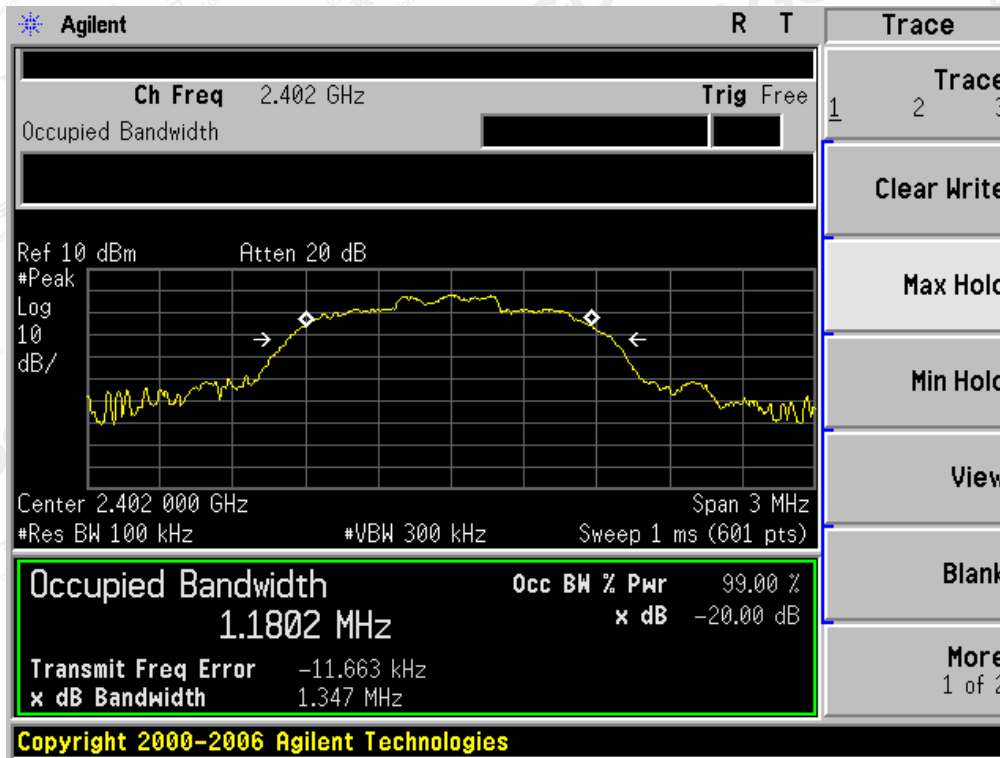 Agilent R T Trace
Trace
1 2
Ch Freq 2.402 GHz Trig Free
Occupied Bandwidth
Clear Write
Ref 10 dBm Atten 20 dB
#Peak
Log
10
dB/
Max Hold
Min Hold
View
Center 2.402 000 GHz Span 3 MHz
#Res BW 100 kHz #VBW 300 kHz Sweep 1 ms (601 pts)
Blank
Occupied Bandwidth Occ BW % Pwr 99.00 %
1.1802 MHz x dB -20.00 dB
Transmit Freq Error -11.663 kHz
x dB Bandwidth 1.347 MHz
More
1 of 2
Copyright 2000-2006 Agilent Technologies